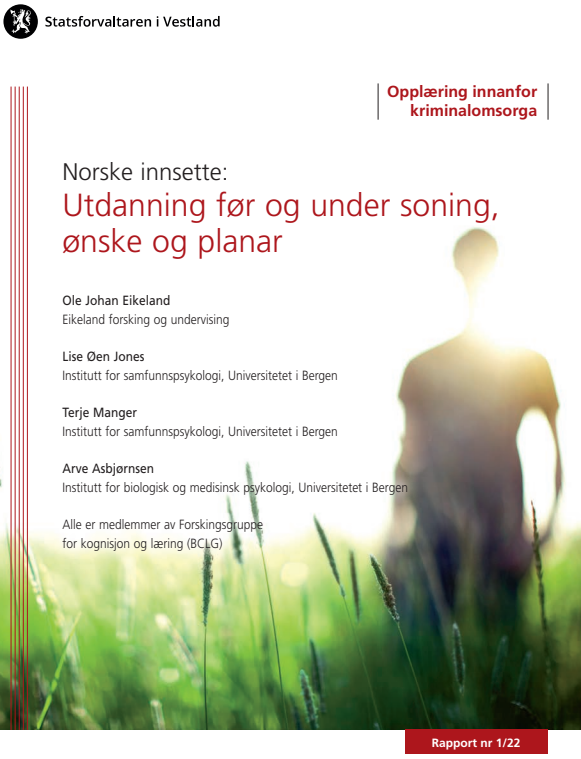 Statsforvaltaren i Vestland
Opplæring innanfor
kriminalomsorga
Norske innsette:
Utdanning før og under soning,
ønske og planar
Ole Johan Eikeland
Eikeland forsking og undervising
Lise Øen Jones
Institutt for samfunnspsykologi, Universitetet i Bergen
Terje Manger
Institutt for samfunnspsykologi, Universitetet i Bergen
Arve Asbjørnsen
Institutt for biologisk og medisinsk psykologi, Universitetet i Bergen
Alle er medlemmer av Forskingsgruppe
for kognisjon og læring (BCLG)
Rapport nr 1/22